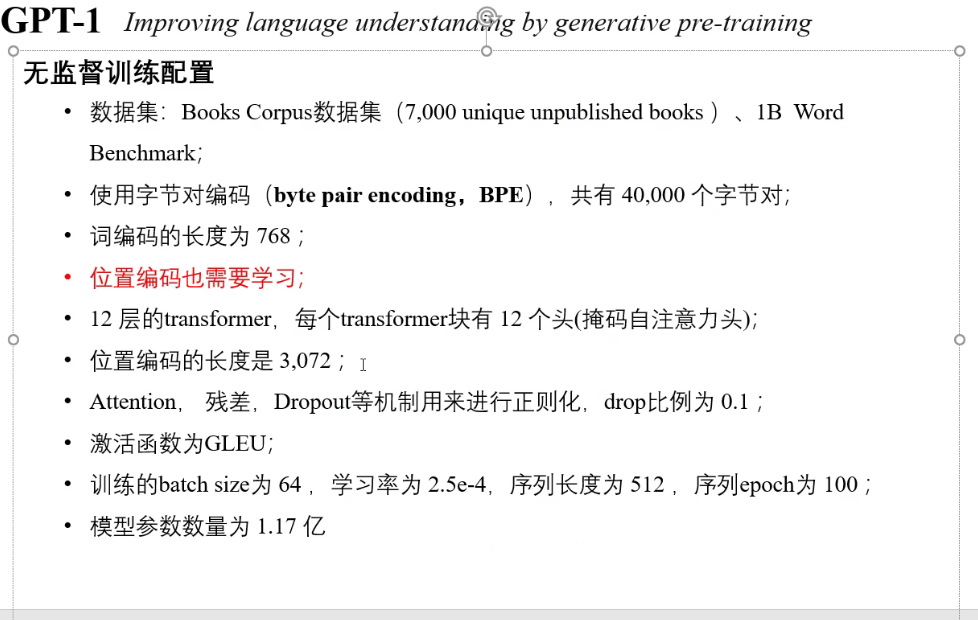 GPT-1 Improving language understanding by generative pre-training
无监督训练配置
• 数据集：Books Corpus数据集（7,000 unique unpublished books ）、1B Word
Benchmark；
• 使用字节对编码（byte pair encoding，BPE），共有 40,000 个字节对；
• 词编码的长度为 768 ；
• 位置编码也需要学习；
• 12 层的transformer，每个transformer块有 12 个头(掩码自注意力头)；
• 位置编码的长度是 3,072 ；
• Attention， 残差，Dropout等机制用来进行正则化，drop比例为 0.1 ；
• 激活函数为GLEU；
• 训练的batch size为 64 ，学习率为 2.5e-4，序列长度为 512 ，序列epoch为 100 ；
• 模型参数数量为 1.17 亿